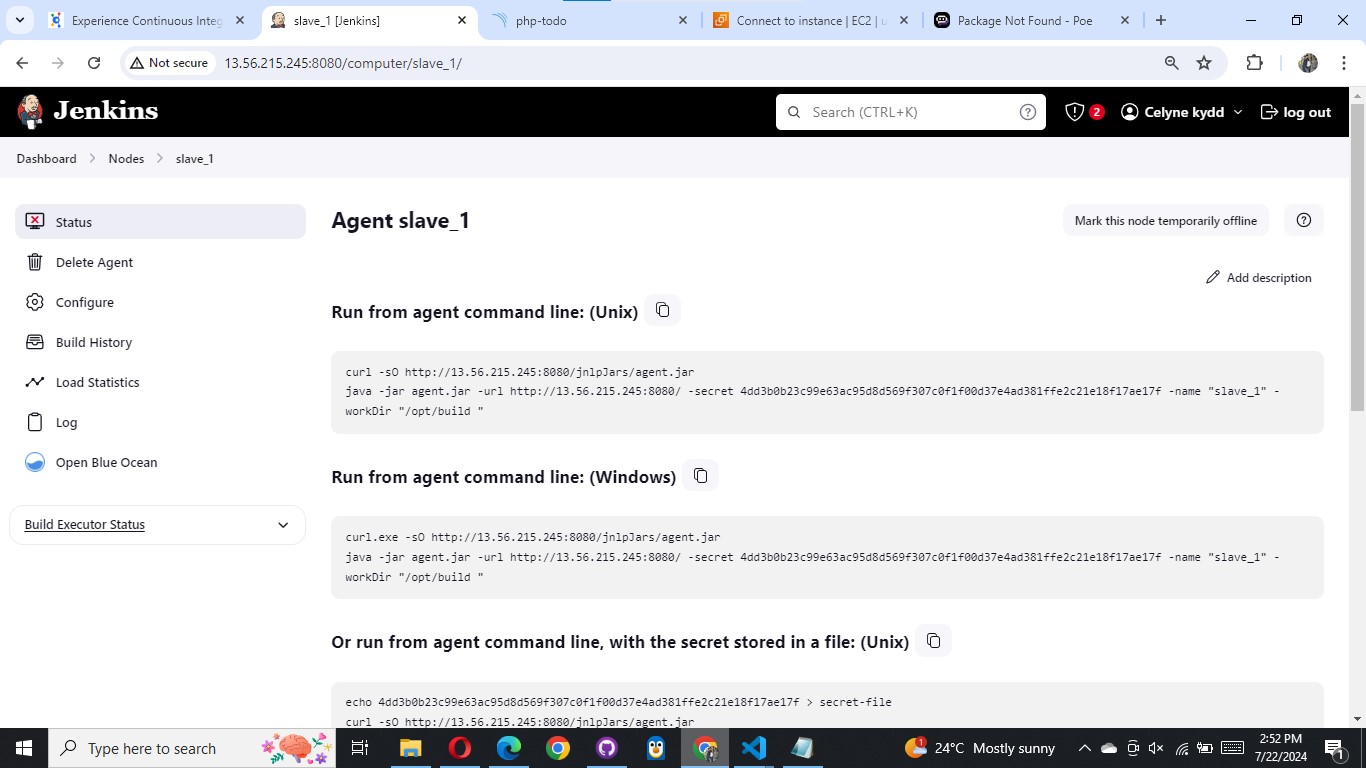 Experience Continuous Integ
slave_1 [Jenkins]
php-todo
Connect to instance | EC2 | u
Package Not Found - Poe
Not secure
13.56.215.245:8080/computer/slave_1/
Jenkins
Search (CTRL+K)
2
Celyne kydd
log out
Dashboard
Nodes
slave_1
Status
Delete Agent
Configure
Build History
Load Statistics
Log
Open Blue Ocean
Build Executor Status
Agent slave_1
Mark this node temporarily offline
Add description
Run from agent command line: (Unix)
curl -sO http://13.56.215.245:8080/jnlpJars/agent.jar
java -jar agent.jar -url http://13.56.215.245:8080/ -secret 4dd3b0b23c99e63ac95d8d569f307c0f1f00d37e4ad381ffe2c21e18f17ae17f -name "slave_1" -
workDir "/opt/build "
Run from agent command line: (Windows)
curl.exe -sO http://13.56.215.245:8080/jnlpJars/agent.jar
java -jar agent.jar -url http://13.56.215.245:8080/ -secret 4dd3b0b23c99e63ac95d8d569f307c0f1f00d37e4ad381ffe2c21e18f17ae17f -name "slave_1" -
workDir "/opt/build "
Or run from agent command line, with the secret stored in a file: (Unix)
echo 4dd3b0b23c99e63ac95d8d569f307c0f1f00d37e4ad381ffe2c21e18f17ae17f > secret-file
curl -sO http://13.56.215.245:8080/jnlpJars/agent.jar
Type here to search
1
24°C Mostly sunny
2:52 PM
7/22/2024
1